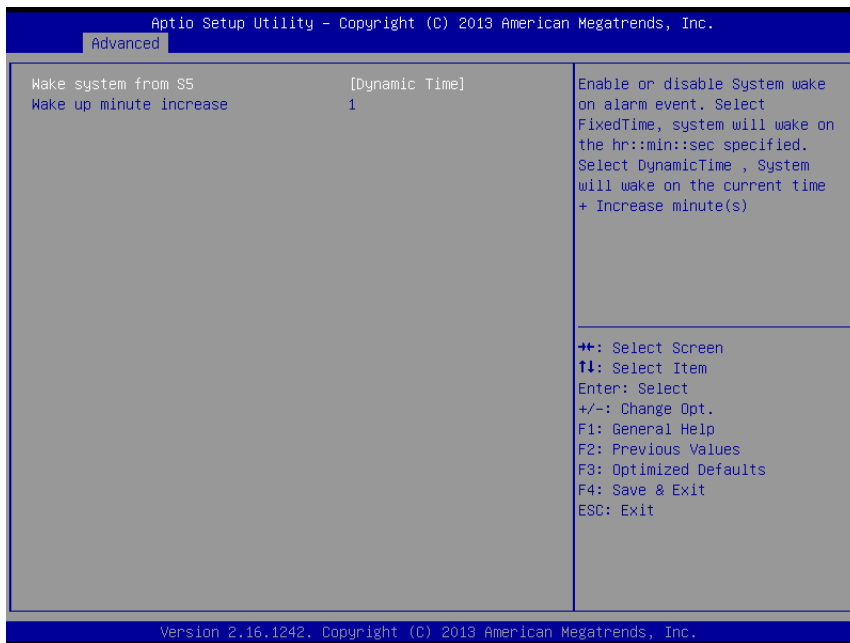 Aptio Setup Utility – Copyright (C) 2013 American Megatrends, Inc.
Advanced
Wake system from S5 [Dynamic Time]
Wake up minute increase 1
Enable or disable System wake
on alarm event. Select
FixedTime, system will wake on
the hr::min::sec specified.
Select DynamicTime , System
will wake on the current time
+ Increase minute(s)
→←: Select Screen
↑↓: Select Item
Enter: Select
+/-: Change Opt.
F1: General Help
F2: Previous Values
F3: Optimized Defaults
F4: Save & Exit
ESC: Exit
Version 2.16.1242. Copyright (C) 2013 American Megatrends, Inc.